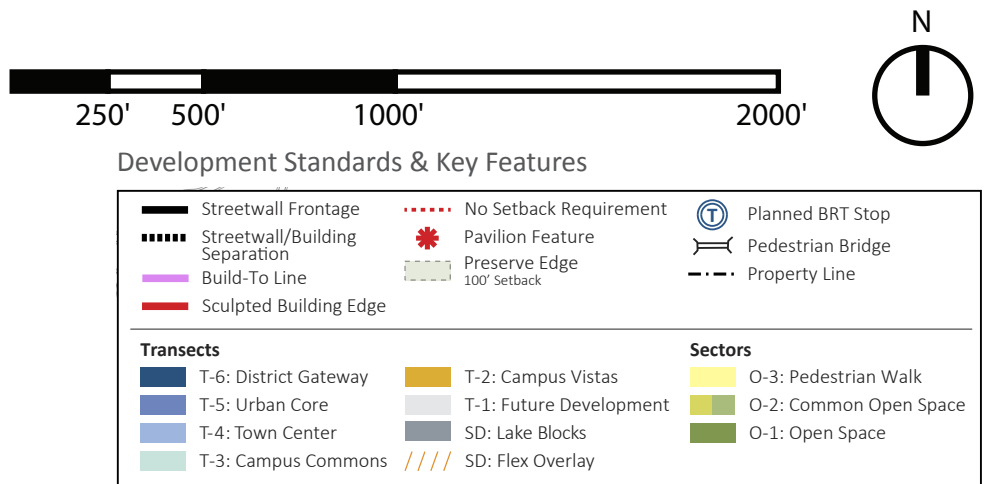 N
250' 500' 1000' 2000'
Development Standards & Key Features
Streetwall Frontage
Streetwall/Building
Separation
Build-To Line
Sculpted Building Edge
No Setback Requirement
Pavilion Feature
Preserve Edge
100' Setback
T Planned BRT Stop
Pedestrian Bridge
Property Line
Transects
T-6: District Gateway
T-5: Urban Core
T-4: Town Center
T-3: Campus Commons
T-2: Campus Vistas
T-1: Future Development
SD: Lake Blocks
SD: Flex Overlay
Sectors
O-3: Pedestrian Walk
O-2: Common Open Space
O-1: Open Space